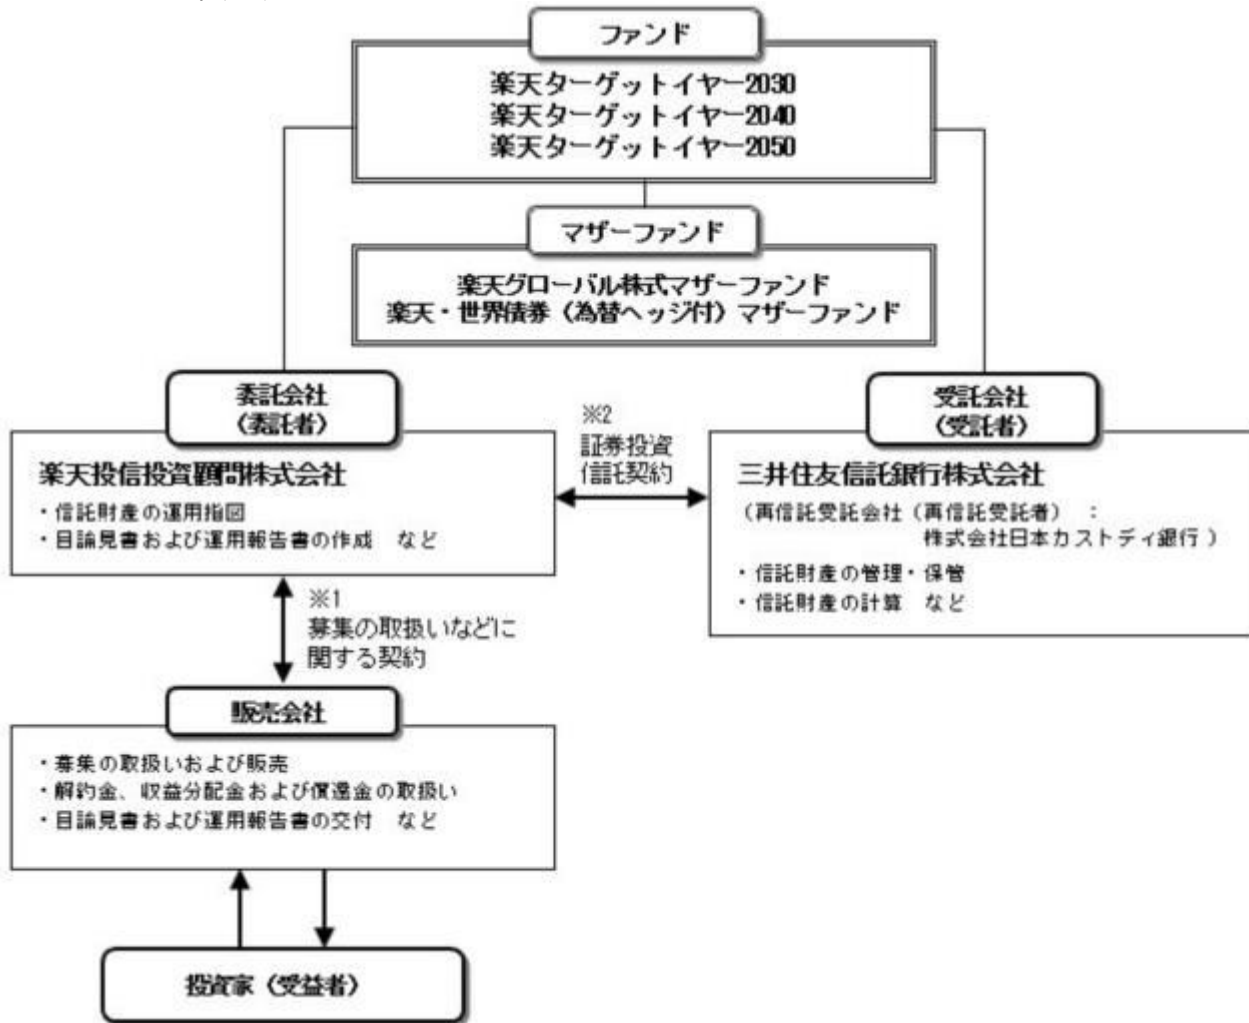 ファンド
楽天ターゲットイヤー2030
楽天ターゲットイヤー2040
楽天ターゲットイヤー2050
マザーファンド
楽天グローバル株式マザーファンド
楽天・世界債券（為替ヘッジ付）マザーファンド
委託会社
（委託者）
楽天投信投資顧問株式会社
・信託財産の運用指図
・目論見書および運用報告書の作成　など
※2
証券投資
信託契約
受託会社
（受託者）
三井住友信託銀行株式会社
（再信託受託会社（再信託受託者）　：
株式会社日本カストディ銀行 ）
・信託財産の管理・保管
・信託財産の計算　など
※1
募集の取扱いなどに
関する契約
販売会社
・募集の取扱いおよび販売
・解約金、収益分配金および償還金の取扱い
・目論見書および運用報告書の交付　など
投資家（受益者）